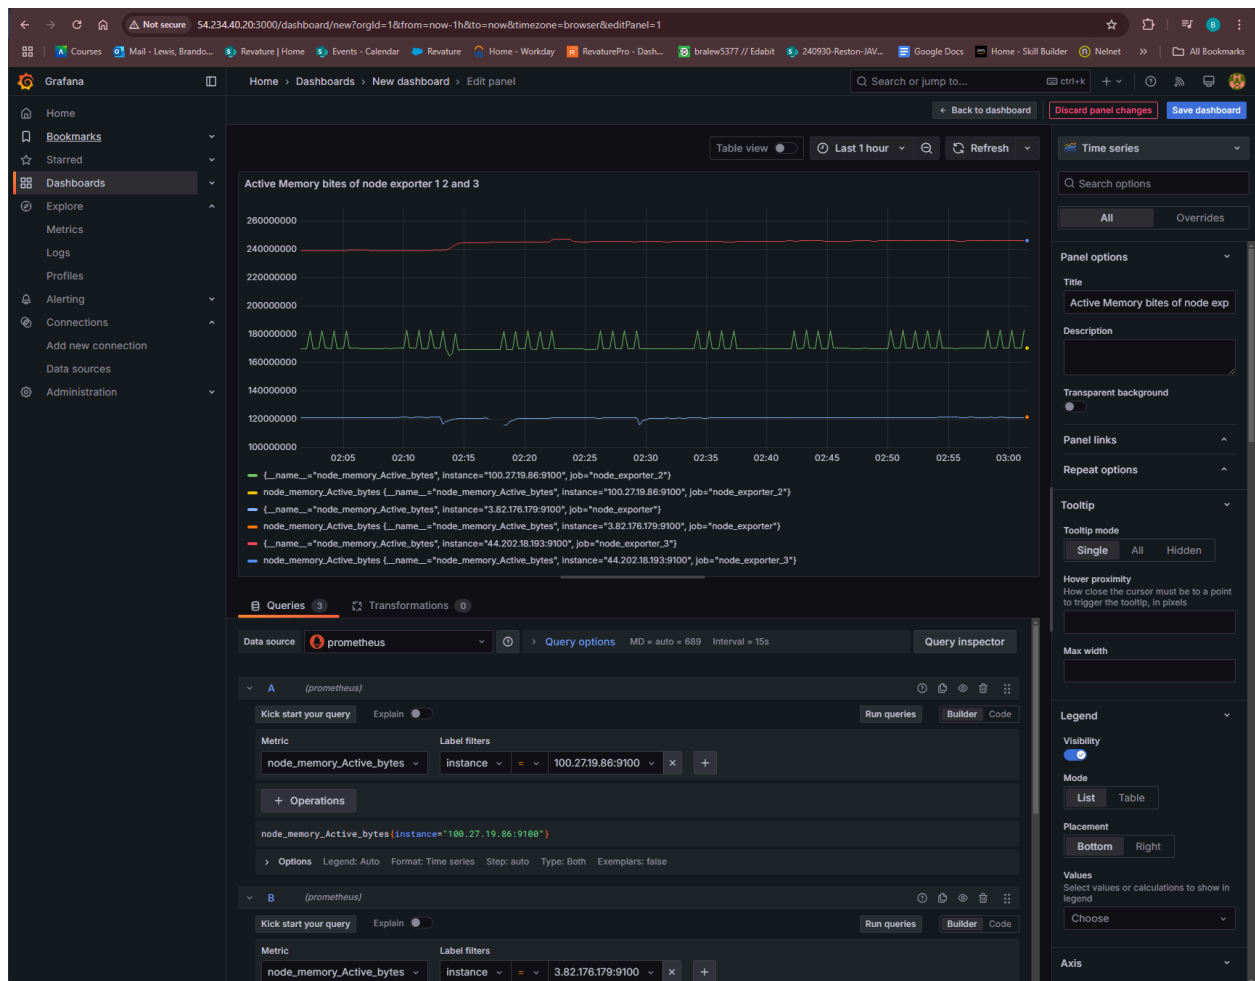 Not secure 54.234.40.20:3000/dashboard/new?orgId=1&from=now-1h&to=now&timezone=browser&editPanel=1
Courses Mail - Lewis, Brando... Revature | Home Events - Calendar Revature Home - Workday RevaturePro - Dash... bralew5377 // Edabit 240930-Reston-JAV... Google Docs Home - Skill Builder Nelnet » All Bookmarks
Grafana
Home › Dashboards › New dashboard › Edit panel
Search or jump to... ctrl+k
Back to dashboard Discard panel changes Save dashboard
Home
Bookmarks
Starred
Dashboards
Explore
Metrics
Logs
Profiles
Alerting
Connections
Add new connection
Data sources
Administration
Table view Last 1 hour Refresh
Active Memory bites of node exporter 1 2 and 3
260000000
240000000
220000000
200000000
180000000
160000000
140000000
120000000
100000000
02:05 02:10 02:15 02:20 02:25 02:30 02:35 02:40 02:45 02:50 02:55 03:00
{__name__="node_memory_Active_bytes", instance="100.27.19.86:9100", job="node_exporter_2"}
node_memory_Active_bytes {__name__="node_memory_Active_bytes", instance="100.27.19.86:9100", job="node_exporter_2"}
{__name__="node_memory_Active_bytes", instance="3.82.176.179:9100", job="node_exporter"}
node_memory_Active_bytes {__name__="node_memory_Active_bytes", instance="3.82.176.179:9100", job="node_exporter"}
{__name__="node_memory_Active_bytes", instance="44.202.18.193:9100", job="node_exporter_3"}
node_memory_Active_bytes {__name__="node_memory_Active_bytes", instance="44.202.18.193:9100", job="node_exporter_3"}
Queries 3 Transformations 0
Data source prometheus Query options MD = auto = 689 Interval = 15s Query inspector
A (prometheus)
Kick start your query Explain Run queries Builder Code
Metric Label filters
node_memory_Active_bytes instance = 100.27.19.86:9100
+ Operations
node_memory_Active_bytes{instance="100.27.19.86:9100"}
Options Legend: Auto Format: Time series Step: auto Type: Both Exemplars: false
B (prometheus)
Kick start your query Explain Run queries Builder Code
Metric Label filters
node_memory_Active_bytes instance = 3.82.176.179:9100
Time series
Search options
All Overrides
Panel options
Title
Active Memory bites of node exp
Description
Transparent background
Panel links
Repeat options
Tooltip
Tooltip mode
Single All Hidden
Hover proximity
How close the cursor must be to a point
to trigger the tooltip, in pixels
Max width
Legend
Visibility
Mode
List Table
Placement
Bottom Right
Values
Select values or calculations to show in
legend
Choose
Axis